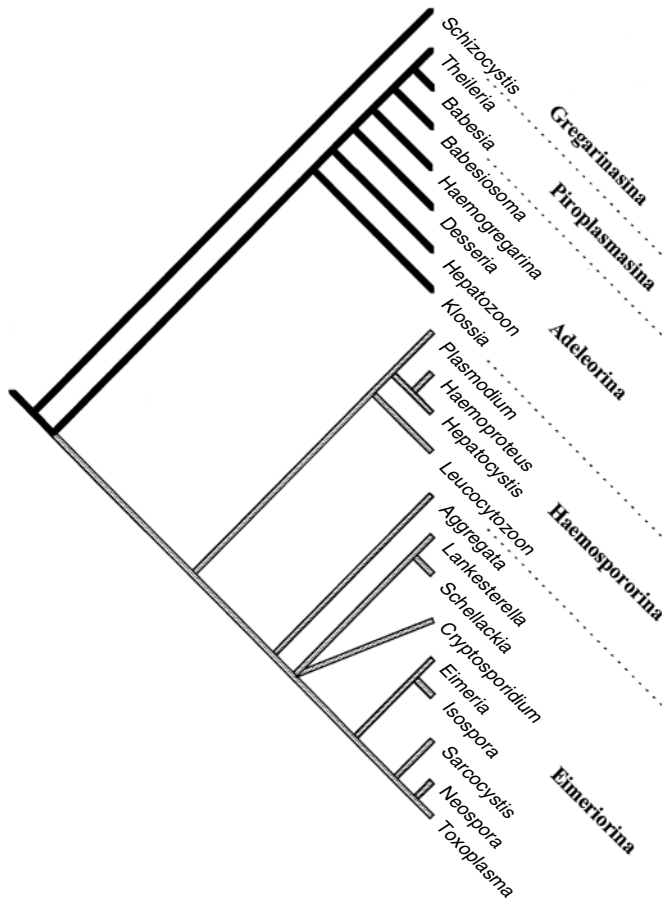 Schizocystis
Theileria
Babesia
Babesiosoma
Haemogregarina
Desseria
Hepatozoon
Klossia
Plasmodium
Haemoproteus
Hepatocystis
Leucocytozoon
Aggregata
Lankesterella
Schellackia
Cryptosporidium
Eimeria
Isospora
Sarcocystis
Neospora
Toxoplasma
Gregarinasina
Piroplasmasina
Adeleorina
Haemospororina
Eimeriorina